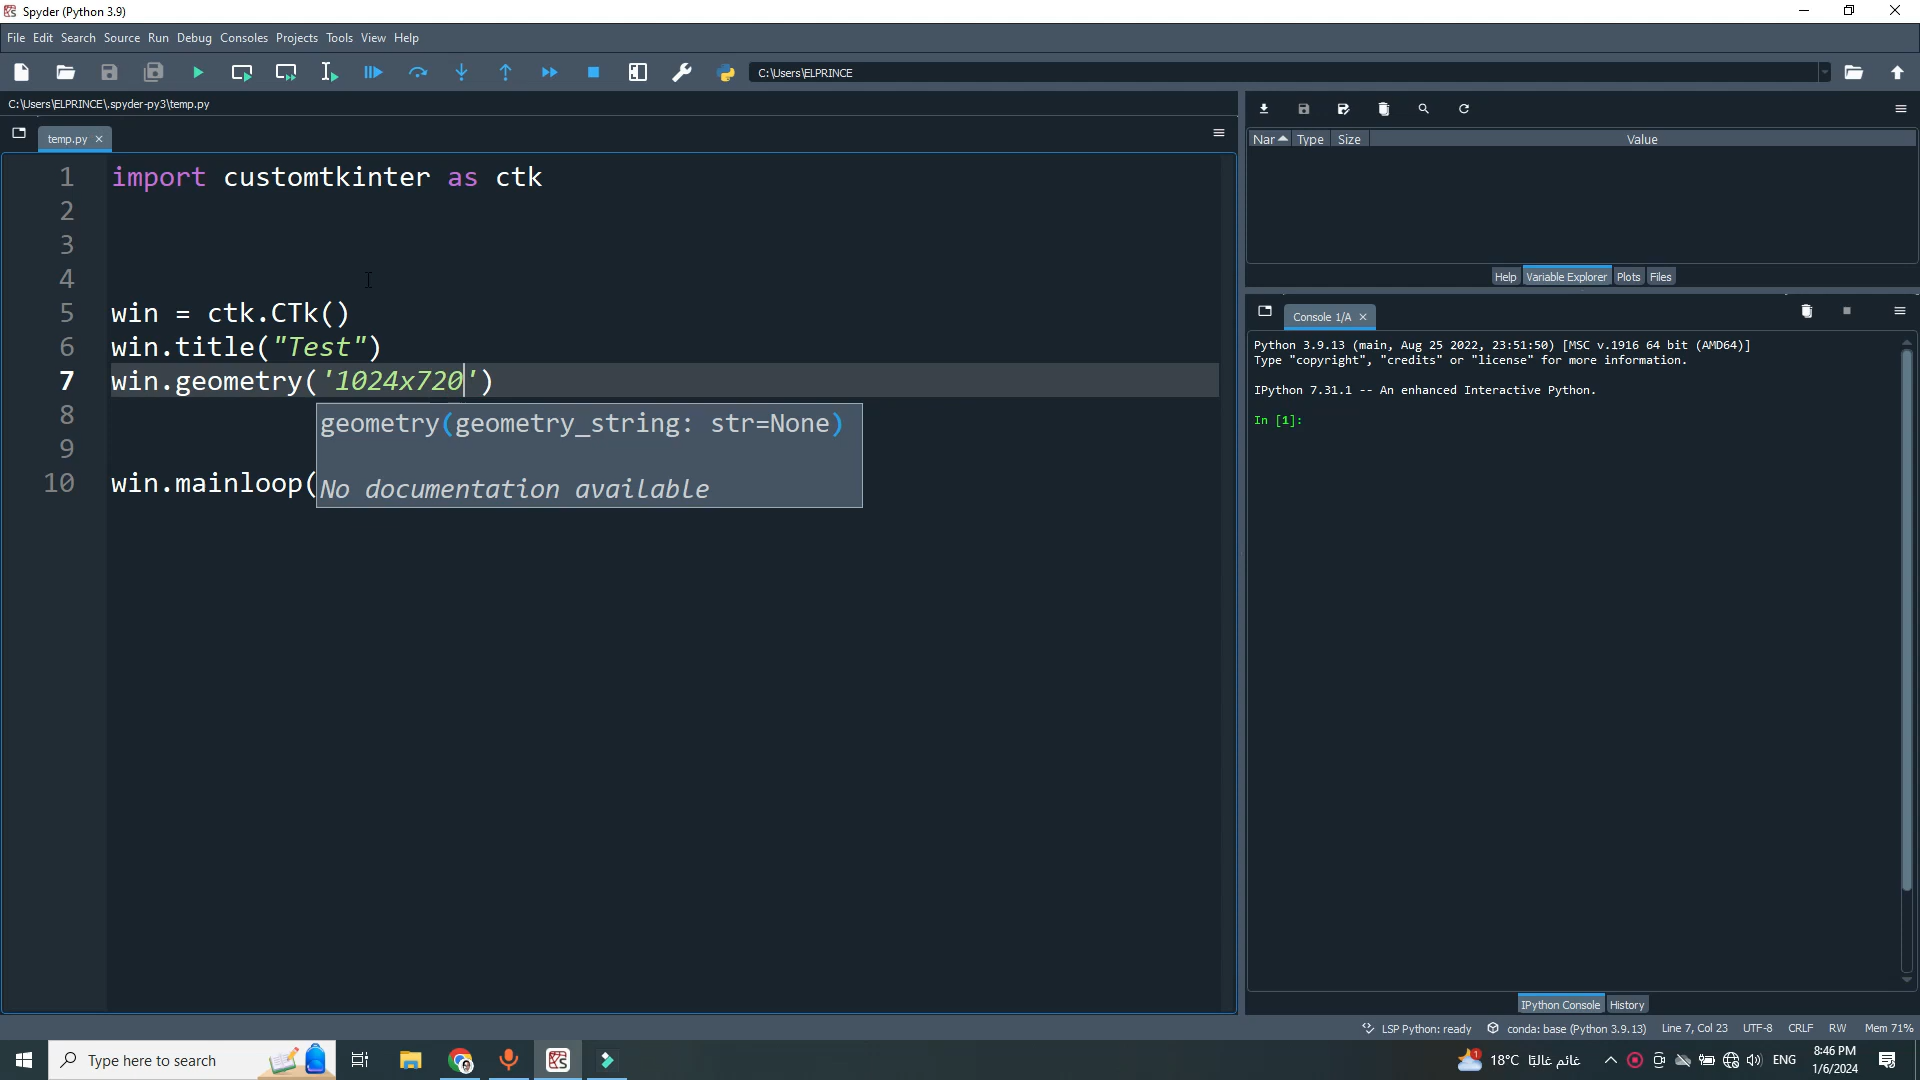 Spyder (Python 3.9)
File Edit Search Source Run Debug Consoles Projects Tools View Help
C:\Users\ELPRINCE
C:\Users\ELPRINCE\.spyder-py3\temp.py
temp.py
1 import customtkinter as ctk
2
3
4
5 win = ctk.CTk()
6 win.title("Test")
7 win.geometry('1024x720')
8
9
10 win.mainloop(
geometry(geometry_string: str=None)
No documentation available
Nar Type Size Value
Help Variable Explorer Plots Files
Console 1/A
Python 3.9.13 (main, Aug 25 2022, 23:51:50) [MSC v.1916 64 bit (AMD64)]
Type "copyright", "credits" or "license" for more information.
IPython 7.31.1 -- An enhanced Interactive Python.
In [1]:
IPython Console History
LSP Python: ready conda: base (Python 3.9.13) Line 7, Col 23 UTF-8 CRLF RW Mem 71%
Type here to search
1 18°C غائم غالبًا ENG
8:46 PM
1/6/2024